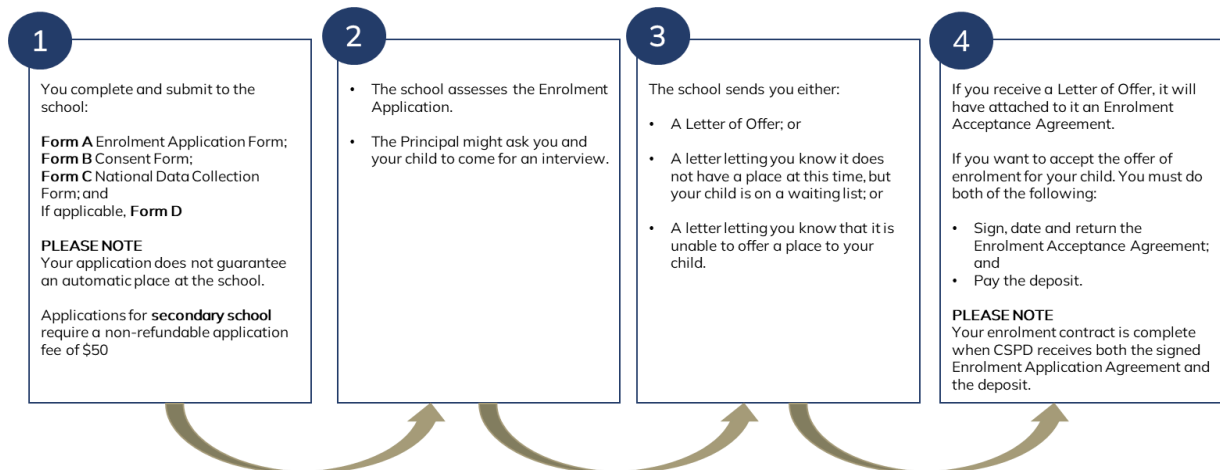 1
You complete and submit to the
school:
Form A Enrolment Application Form;
Form B Consent Form;
Form C National Data Collection
Form; and
If applicable, Form D
PLEASE NOTE
Your application does not guarantee
an automatic place at the school.
Applications for secondary school
require a non-refundable application
fee of $50
2
• The school assesses the Enrolment
Application.
• The Principal might ask you and
your child to come for an interview.
3
The school sends you either:
• A Letter of Offer; or
• A letter letting you know it does
not have a place at this time, but
your child is on a waiting list; or
• A letter letting you know that it is
unable to offer a place to your
child.
4
If you receive a Letter of Offer, it will
have attached to it an Enrolment
Acceptance Agreement.
If you want to accept the offer of
enrolment for your child. You must do
both of the following:
• Sign, date and return the
Enrolment Acceptance Agreement;
and
• Pay the deposit.
PLEASE NOTE
Your enrolment contract is complete
when CSPD receives both the signed
Enrolment Application Agreement and
the deposit.